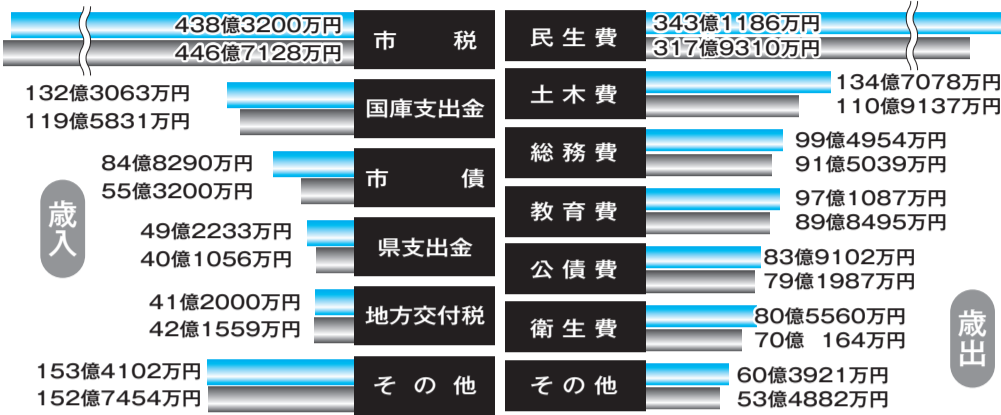 歳入
438億3200万円
446億7128万円
市税
132億3063万円
119億5831万円
国庫支出金
84億8290万円
55億3200万円
市債
49億2233万円
40億1056万円
県支出金
41億2000万円
42億1559万円
地方交付税
153億4102万円
152億7454万円
その他
歳出
民生費
343億1186万円
317億9310万円
土木費
134億7078万円
110億9137万円
総務費
99億4954万円
91億5039万円
教育費
97億1087万円
89億8495万円
公債費
83億9102万円
79億1987万円
衛生費
80億5560万円
70億 164万円
その他
60億3921万円
53億4882万円